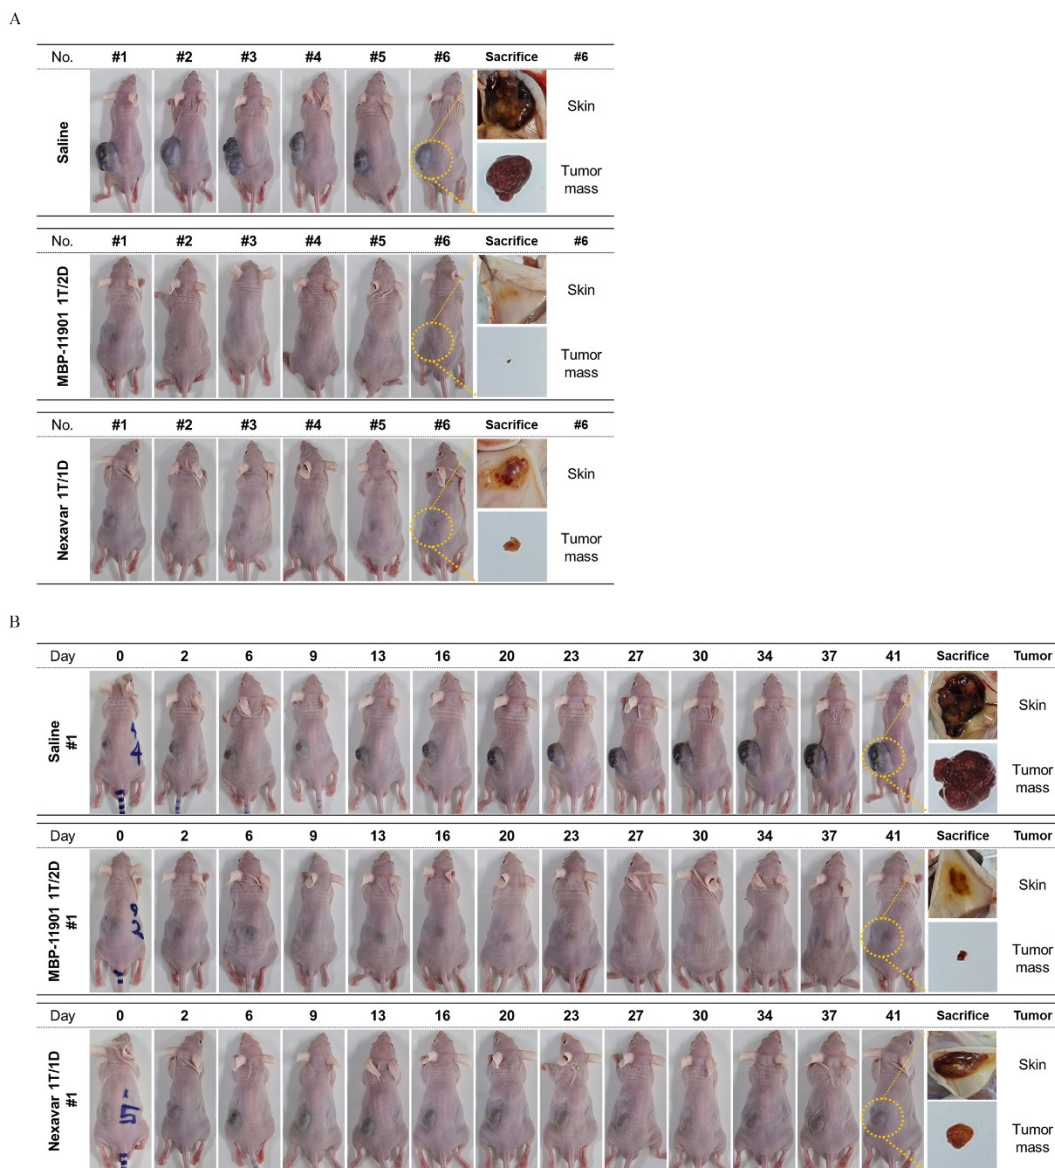 A
No. #1 #2 #3 #4 #5 #6 Sacrifice #6
Saline
Skin
Tumor
mass
No. #1 #2 #3 #4 #5 #6 Sacrifice #6
MBP-11901 1T/2D
Skin
Tumor
mass
No. #1 #2 #3 #4 #5 #6 Sacrifice #6
Nexavar 1T/1D
Skin
Tumor
mass
B
Day 0 2 6 9 13 16 20 23 27 30 34 37 41 Sacrifice Tumor
Saline
#1
Skin
Tumor
mass
Day 0 2 6 9 13 16 20 23 27 30 34 37 41 Sacrifice Tumor
MBP-11901 1T/2D
#1
Skin
Tumor
mass
Day 0 2 6 9 13 16 20 23 27 30 34 37 41 Sacrifice Tumor
Nexavar 1T/1D
#1
Skin
Tumor
mass